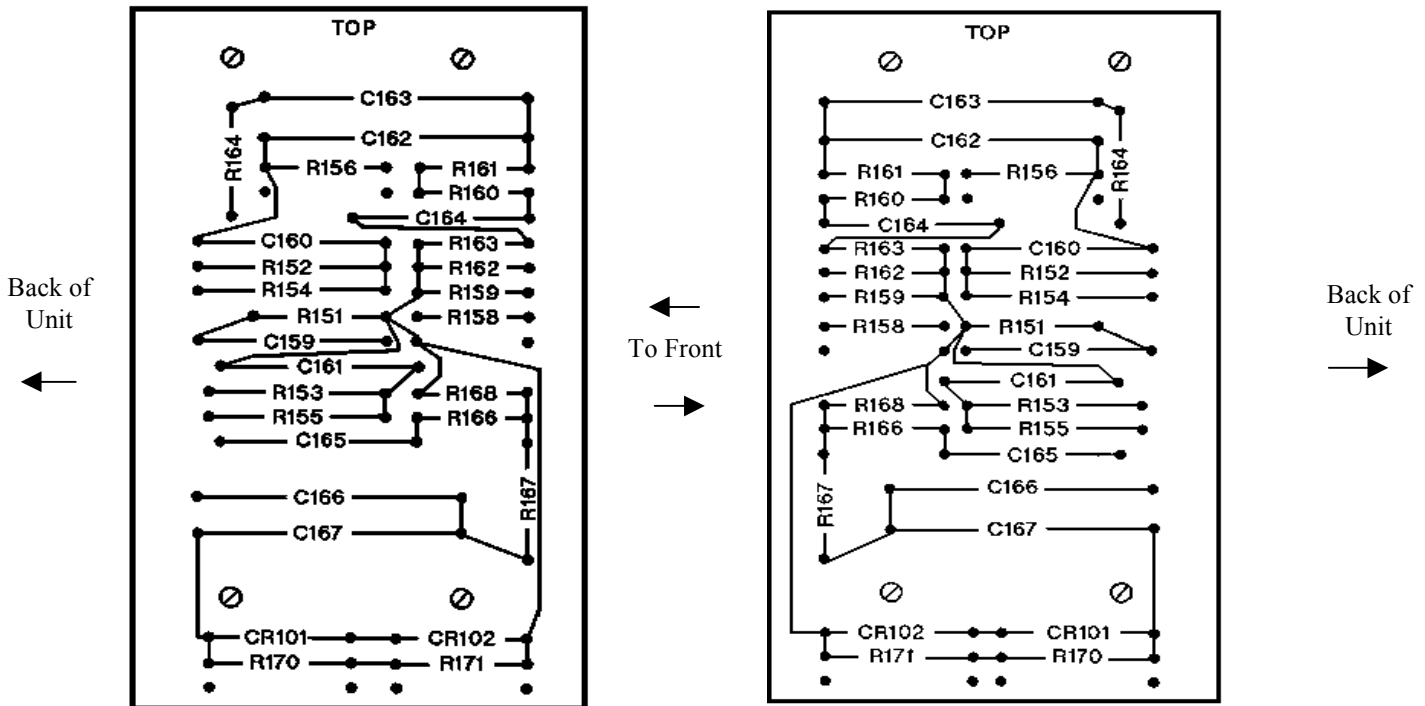 TOP
C163
C162
R164
R156
R161
R160
C164
C160
R163
R152
R162
R154
R159
R151
R158
C159
C161
R153
R168
R155
R166
C165
C166
R167
C167
CR101
CR102
R170
R171
Back of
Unit
To Front
TOP
C163
C162
R164
R161
R156
R160
C164
R163
C160
R162
R152
R159
R154
R158
R151
C159
C161
R168
R153
R166
R155
C165
C166
R167
C167
CR102
CR101
R171
R170
Back of
Unit